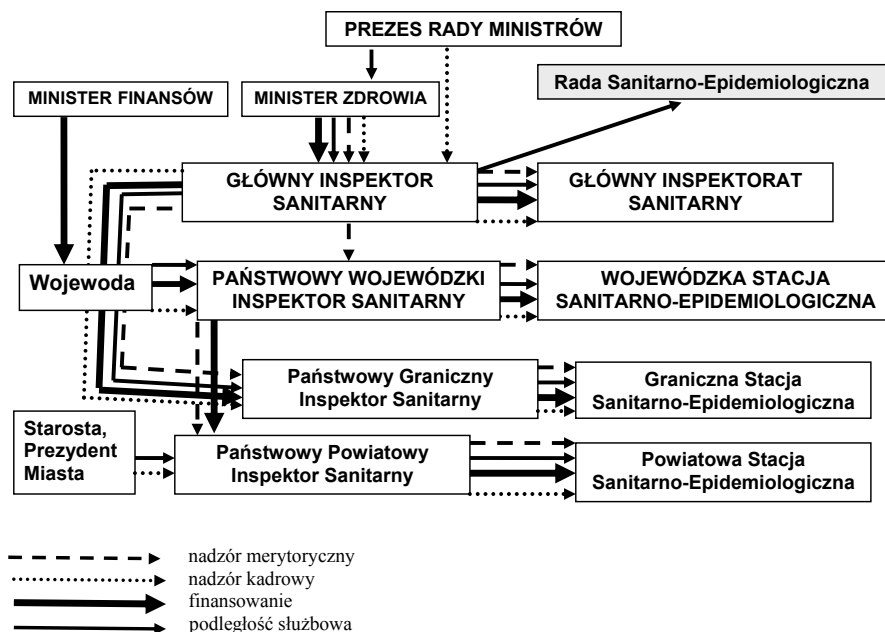 PREZES RADY MINISTRÓW
Rada Sanitarno-Epidemiologiczna
MINISTER FINANSÓW
MINISTER ZDROWIA
GŁÓWNY INSPEKTOR
SANITARNY
GŁÓWNY INSPEKTORAT
SANITARNY
Wojewoda
PAŃSTWOWY WOJEWÓDZKI
INSPEKTOR SANITARNY
WOJEWÓDZKA STACJA
SANITARNO-EPIDEMIOLOGICZNA
Państwowy Graniczny
Inspektor Sanitarny
Graniczna Stacja
Sanitarno-Epidemiologiczna
Starosta,
Prezydent
Miasta
Państwowy Powiatowy
Inspektor Sanitarny
Powiatowa Stacja
Sanitarno-Epidemiologiczna
nadzór merytoryczny
nadzór kadrowy
finansowanie
podległość służbowa